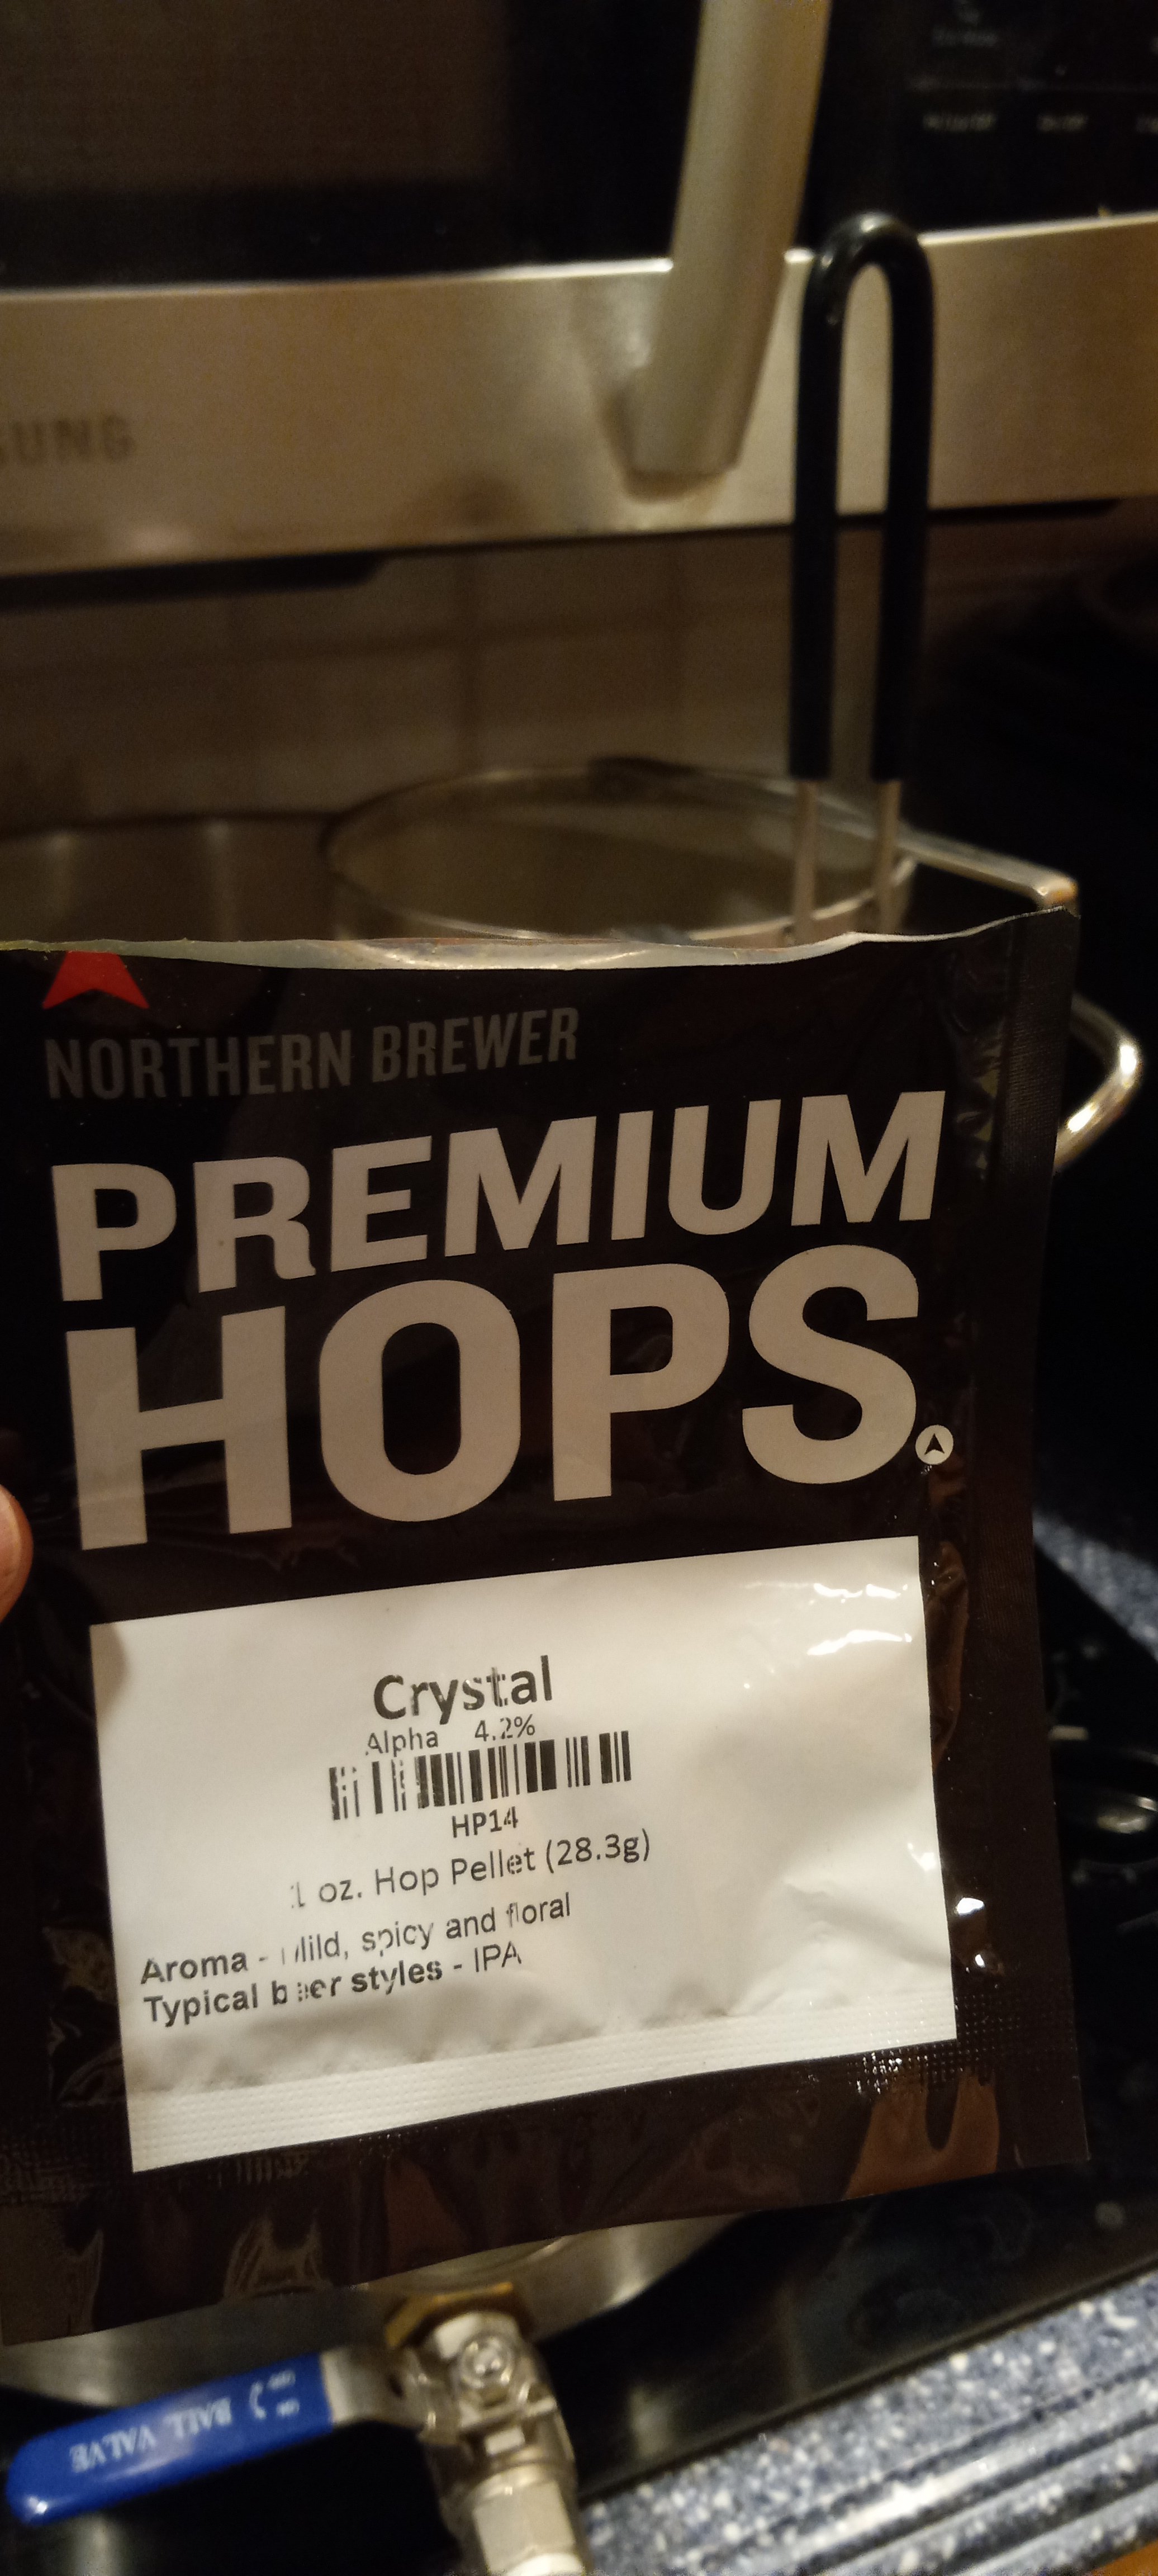 SUNG
NORTHERN BREWER
PREMIUM
HOPS.
Crystal
Alpha 4.2%
HP14
1 oz. Hop Pellet (28.3g)
Aroma - Mild, spicy and floral
Typical beer styles - IPA
BALL VALVE